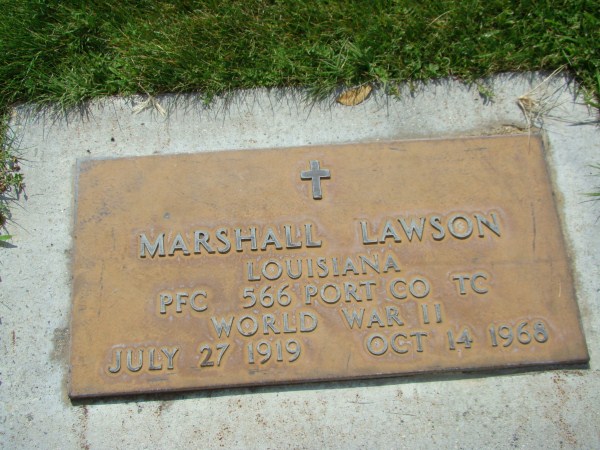 MARSHALL LAWSON
LOUISIANA
PFC 566 PORT CO TC
WORLD WAR II
JULY 27 1919 OCT 14 1968